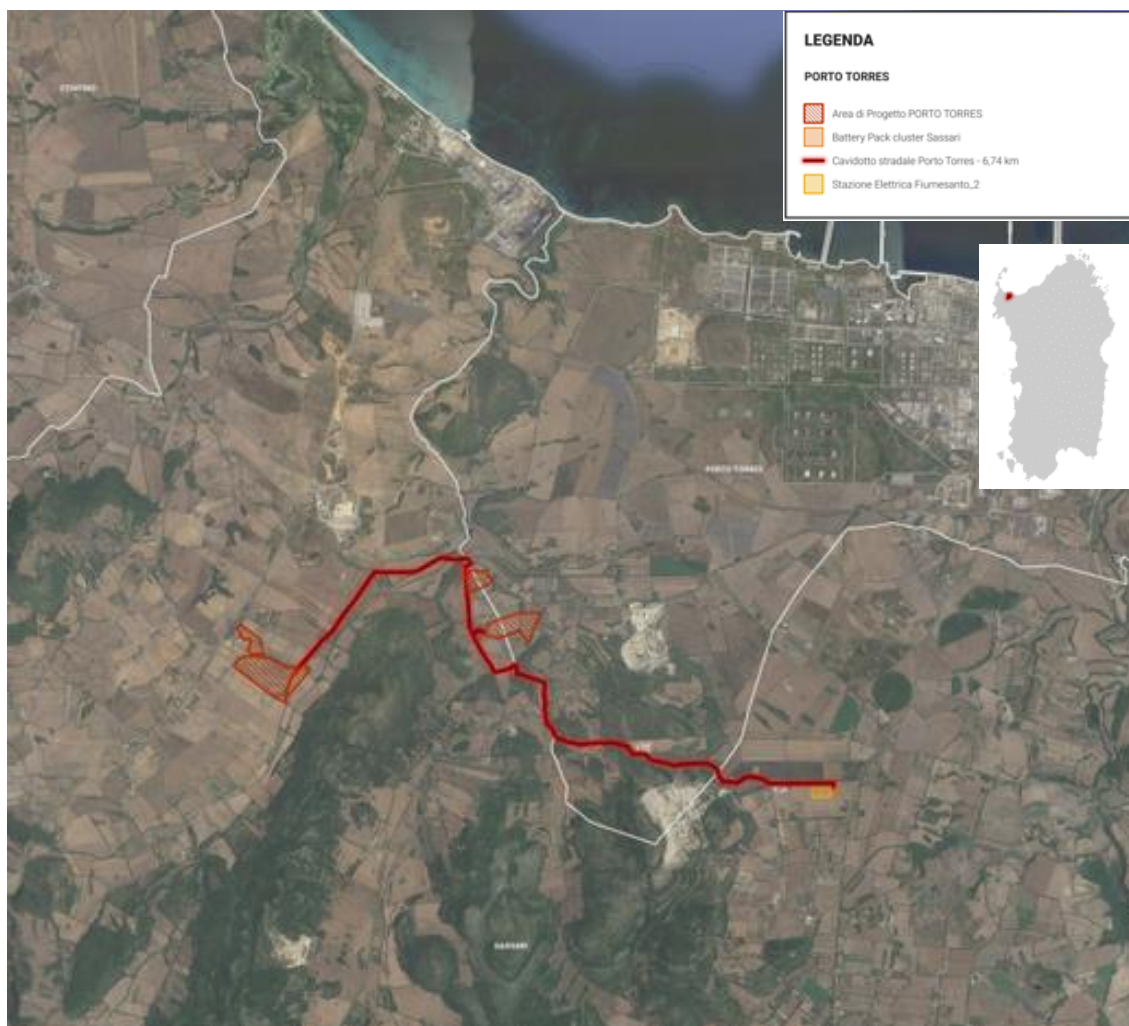 LEGENDA
PORTO TORRES
Area di Progetto PORTO TORRES
Battery Pack cluster Sassari
Cavidotto stradale Porto Torres - 6,74 km
Stazione Elettrica Fiumesanto_2
STINTINO
PORTO TORRES
SASSARI